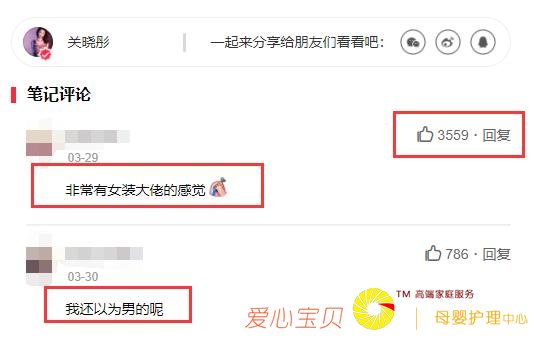 关晓彤
一起来分享给朋友们看看吧：
笔记评论
3559 · 回复
03-29
非常有女装大佬的感觉
786 · 回复
03-30
我还以为男的呢
爱心宝贝
TM 高端家庭服务
母婴护理中心